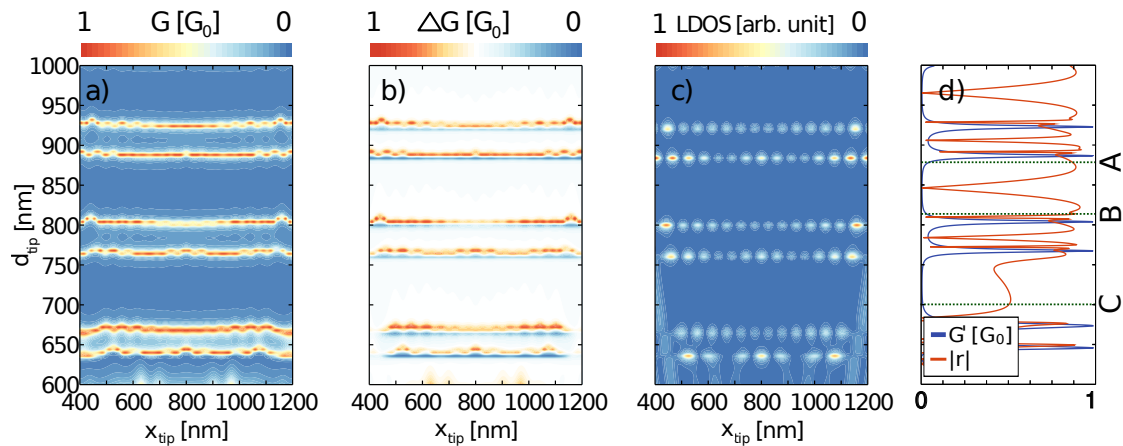 1 G [G0] 0
1 △G [G0] 0
1 LDOS [arb. unit] 0
a)
b)
c)
d)
1000
950
900
850
800
750
700
650
600
dtip [nm]
400 600 800 1000 1200
xtip [nm]
400 600 800 1000 1200
xtip [nm]
400 600 800 1000 1200
xtip [nm]
A
B
C
G' [G0]
|r|
0 1